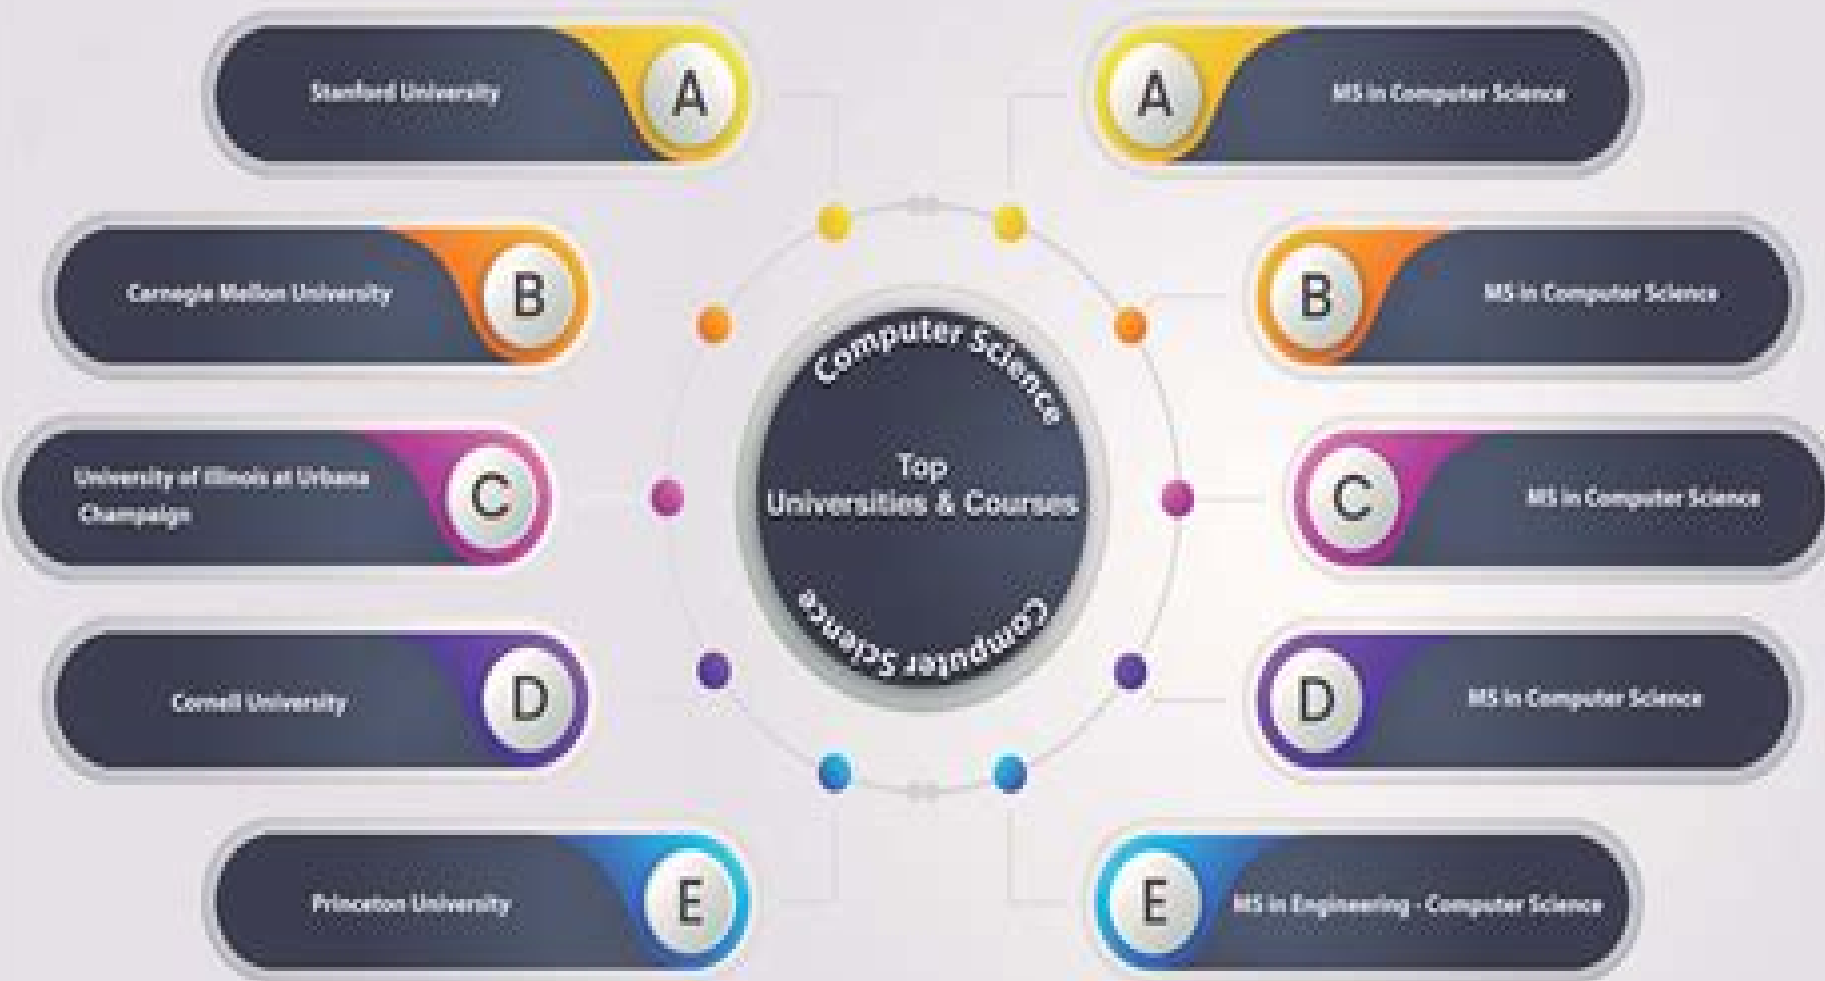 Stanford University
A
A
MS in Computer Science
Carnegie Mellon University
B
B
MS in Computer Science
University of Illinois at Urbana
Champaign
C
C
MS in Computer Science
Cornell University
D
D
MS in Computer Science
Princeton University
E
E
MS in Engineering - Computer Science
Computer Science
Top
Universities & Courses
Computer Science